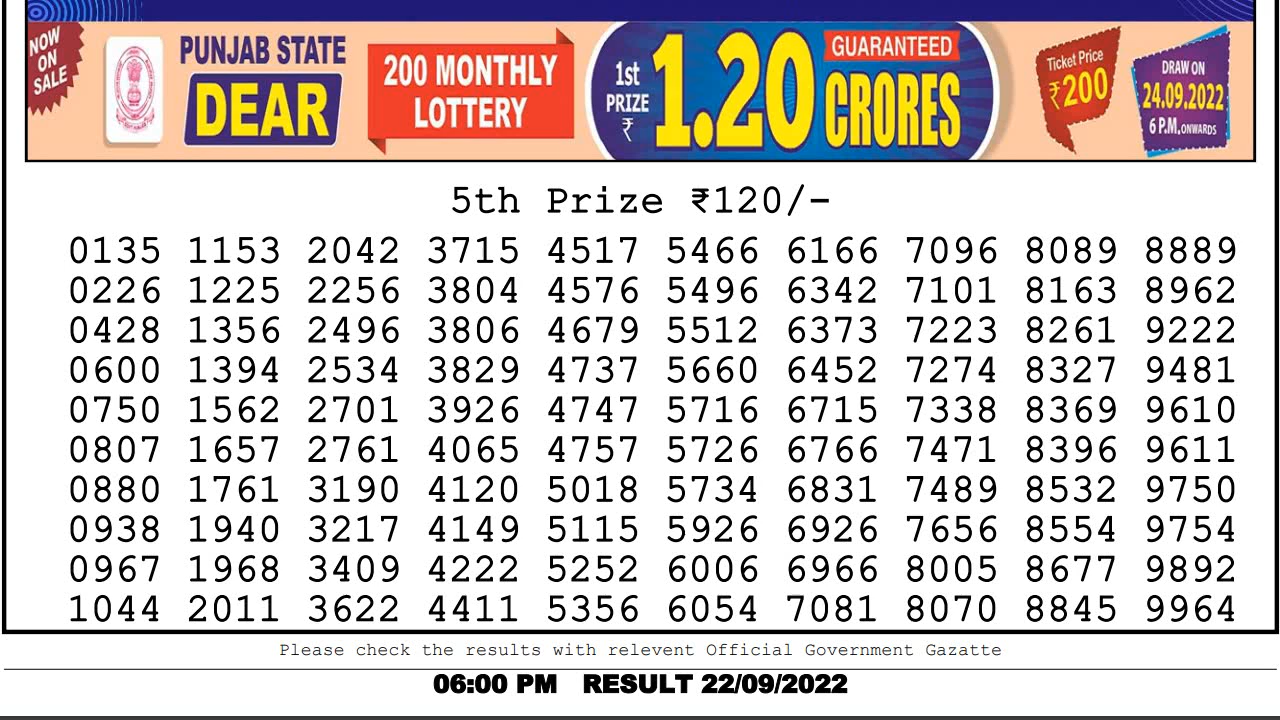 NOW
ON
SALE
PUNJAB STATE
DEAR
200 MONTHLY
LOTTERY
1st
PRIZE
₹
1.20
GUARANTEED
CRORES
Ticket Price
₹200
DRAW ON
24.09.2022
6 P.M. ONWARDS
5th Prize ₹120/-
0135 1153 2042 3715 4517 5466 6166 7096 8089 8889
0226 1225 2256 3804 4576 5496 6342 7101 8163 8962
0428 1356 2496 3806 4679 5512 6373 7223 8261 9222
0600 1394 2534 3829 4737 5660 6452 7274 8327 9481
0750 1562 2701 3926 4747 5716 6715 7338 8369 9610
0807 1657 2761 4065 4757 5726 6766 7471 8396 9611
0880 1761 3190 4120 5018 5734 6831 7489 8532 9750
0938 1940 3217 4149 5115 5926 6926 7656 8554 9754
0967 1968 3409 4222 5252 6006 6966 8005 8677 9892
1044 2011 3622 4411 5356 6054 7081 8070 8845 9964
Please check the results with relevent Official Government Gazatte
06:00 PM RESULT 22/09/2022